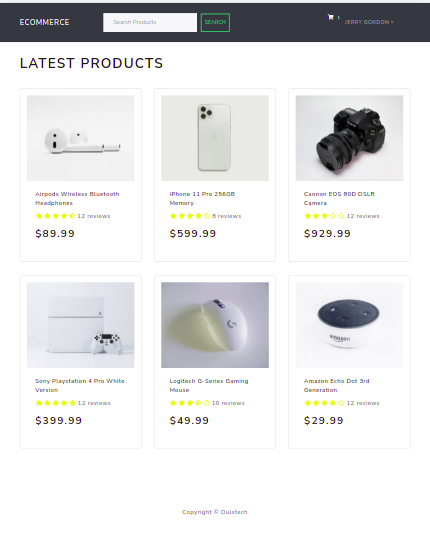 ECOMMERCE
Search Products
SEARCH
1
JERRY GORDON
LATEST PRODUCTS
Airpods Wireless Bluetooth
Headphones
12 reviews
$89.99
iPhone 11 Pro 256GB
Memory
8 reviews
$599.99
Cannon EOS 80D DSLR
Camera
12 reviews
$929.99
Sony Playstation 4 Pro White
Version
12 reviews
$399.99
Logitech G-Series Gaming
Mouse
10 reviews
$49.99
amazon
Amazon Echo Dot 3rd
Generation
12 reviews
$29.99
Copyright © Dulstech